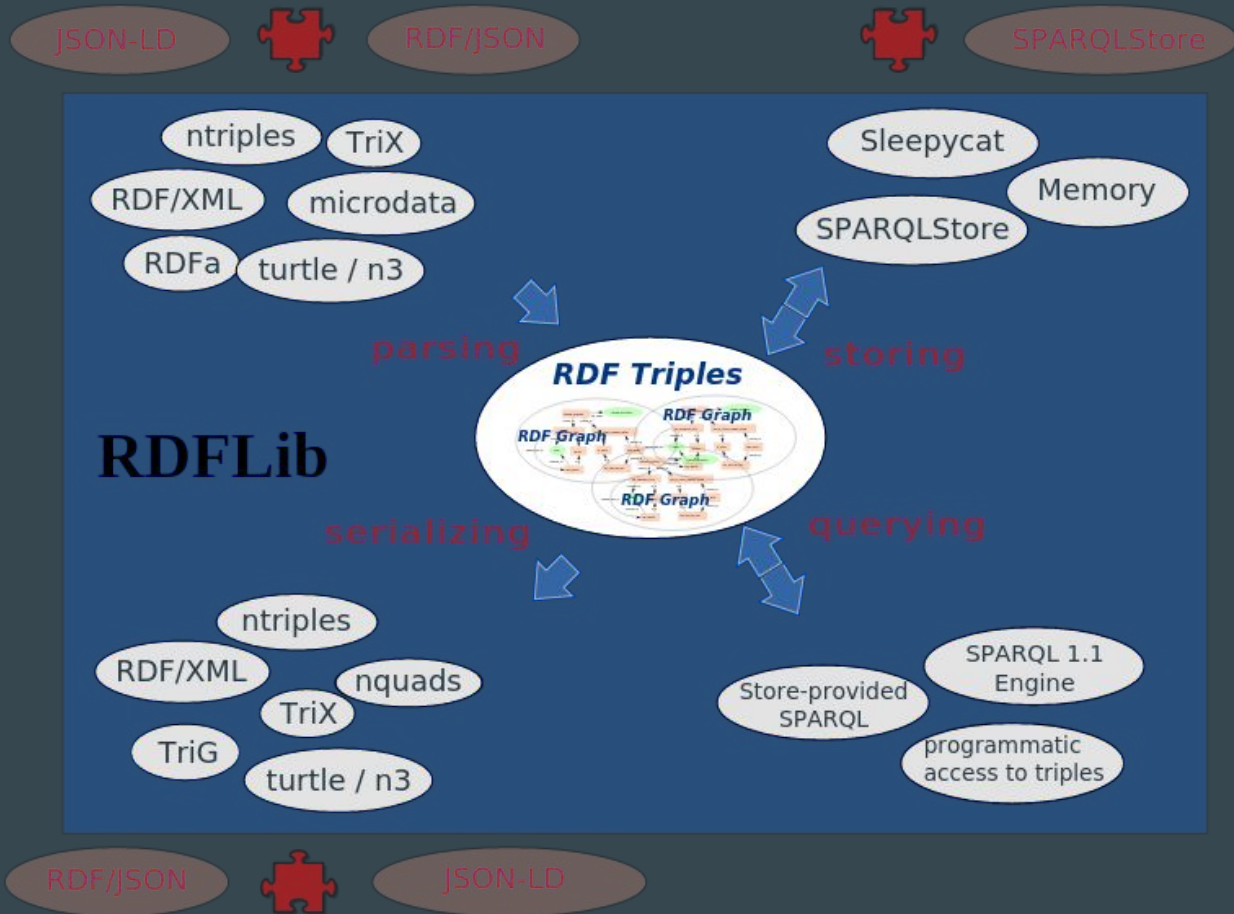 JSON-LD
RDF/JSON
SPARQLStore
ntriples
TriX
RDF/XML
microdata
RDFa
turtle / n3
Sleepycat
Memory
SPARQLStore
parsing
storing
RDF Triples
RDF Graph
RDF Graph
RDF Graph
RDFLib
serializing
querying
ntriples
RDF/XML
nquads
TriX
TriG
turtle / n3
SPARQL 1.1
Engine
Store-provided
SPARQL
programmatic
access to triples
RDF/JSON
JSON-LD